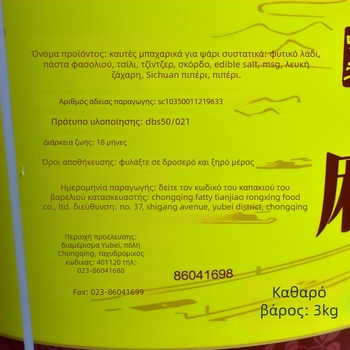 Όνομα προϊόντος: καυτές μπαχαρικά για ψάρι συστατικά: φυτικό λάδι,
πάστα φασολιού, τσίλι, τζίντζερ, σκόρδο, edible salt, msg, λευκή
ζάχαρη, Sichuan πιπέρι, πιπέρι.
Αριθμός άδειας παραγωγής: sc10350011219633
Πρότυπο υλοποίησης: dbs50/021
Διάρκεια ζωής: 18 μήνες
Όροι αποθήκευσης: φυλάξτε σε δροσερό και ξηρό μέρος
Ημερομηνία παραγωγής: δείτε τον κωδικό του καπακιού του
βαρελιού κατασκευαστής: chongqing fatty tianjiao rongxing food
co., ltd. διεύθυνση: no. 37, shigang avenue, yubei district, chongqing
Περιοχή προέλευσης:
διαμέρισμα Yubei, πόλη
Chongqing, ταχυδρομικός
κώδικας: 401120 τηλ:
023-86041688
86041698
Fax: 023-86041699
Καθαρό
βάρος: 3kg